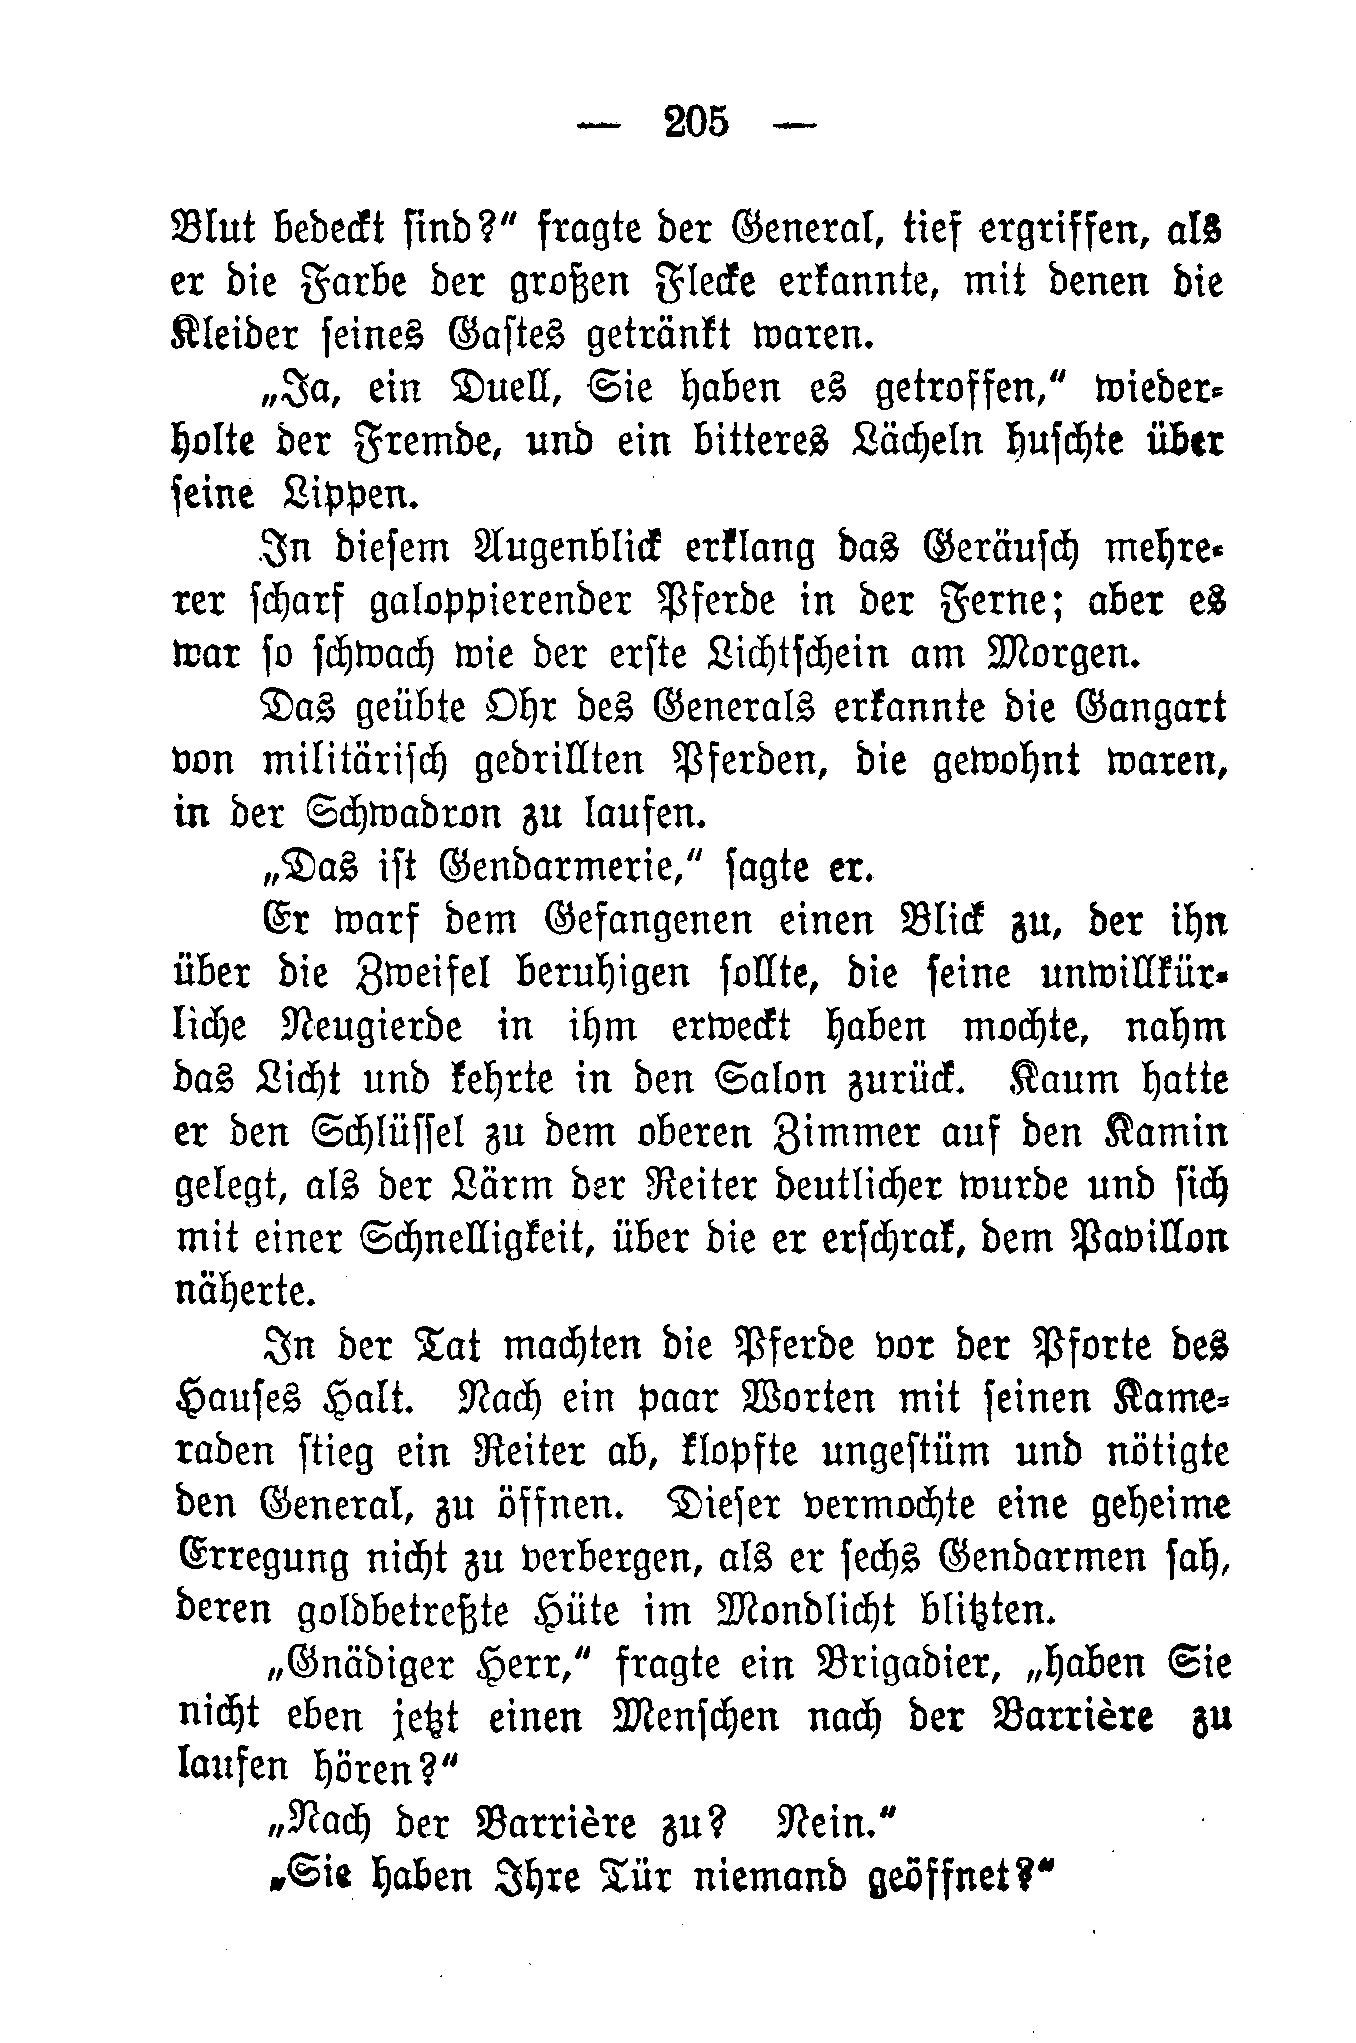 — 205 —
Blut bedeckt sind?“ fragte der General, tief ergriffen, als
er die Farbe der großen Flecke erkannte, mit denen die
Kleider seines Gastes getränkt waren.
„Ja, ein Duell, Sie haben es getroffen,“ wieder-
holte der Fremde, und ein bitteres Lächeln huschte über
seine Lippen.
In diesem Augenblick erklang das Geräusch mehre-
rer scharf galoppierender Pferde in der Ferne; aber es
war so schwach wie der erste Lichtschein am Morgen.
Das geübte Ohr des Generals erkannte die Gangart
von militärisch gedrillten Pferden, die gewohnt waren,
in der Schwadron zu laufen.
„Das ist Gendarmerie,“ sagte er.
Er warf dem Gefangenen einen Blick zu, der ihn
über die Zweifel beruhigen sollte, die seine unwillkür-
liche Neugierde in ihm erweckt haben mochte, nahm
das Licht und kehrte in den Salon zurück. Kaum hatte
er den Schlüssel zu dem oberen Zimmer auf den Kamin
gelegt, als der Lärm der Reiter deutlicher wurde und sich
mit einer Schnelligkeit, über die er erschrak, dem Pavillon
näherte.
In der Tat machten die Pferde vor der Pforte des
Hauses Halt. Nach ein paar Worten mit seinen Kame-
raden stieg ein Reiter ab, klopfte ungestüm und nötigte
den General, zu öffnen. Dieser vermochte eine geheime
Erregung nicht zu verbergen, als er sechs Gendarmen sah,
deren goldbetreßte Hüte im Mondlicht blitzten.
„Gnädiger Herr,“ fragte ein Brigadier, „haben Sie
nicht eben jetzt einen Menschen nach der Barrière zu
laufen hören?“
„Nach der Barrière zu? Nein.“
„Sie haben Ihre Tür niemand geöffnet?“